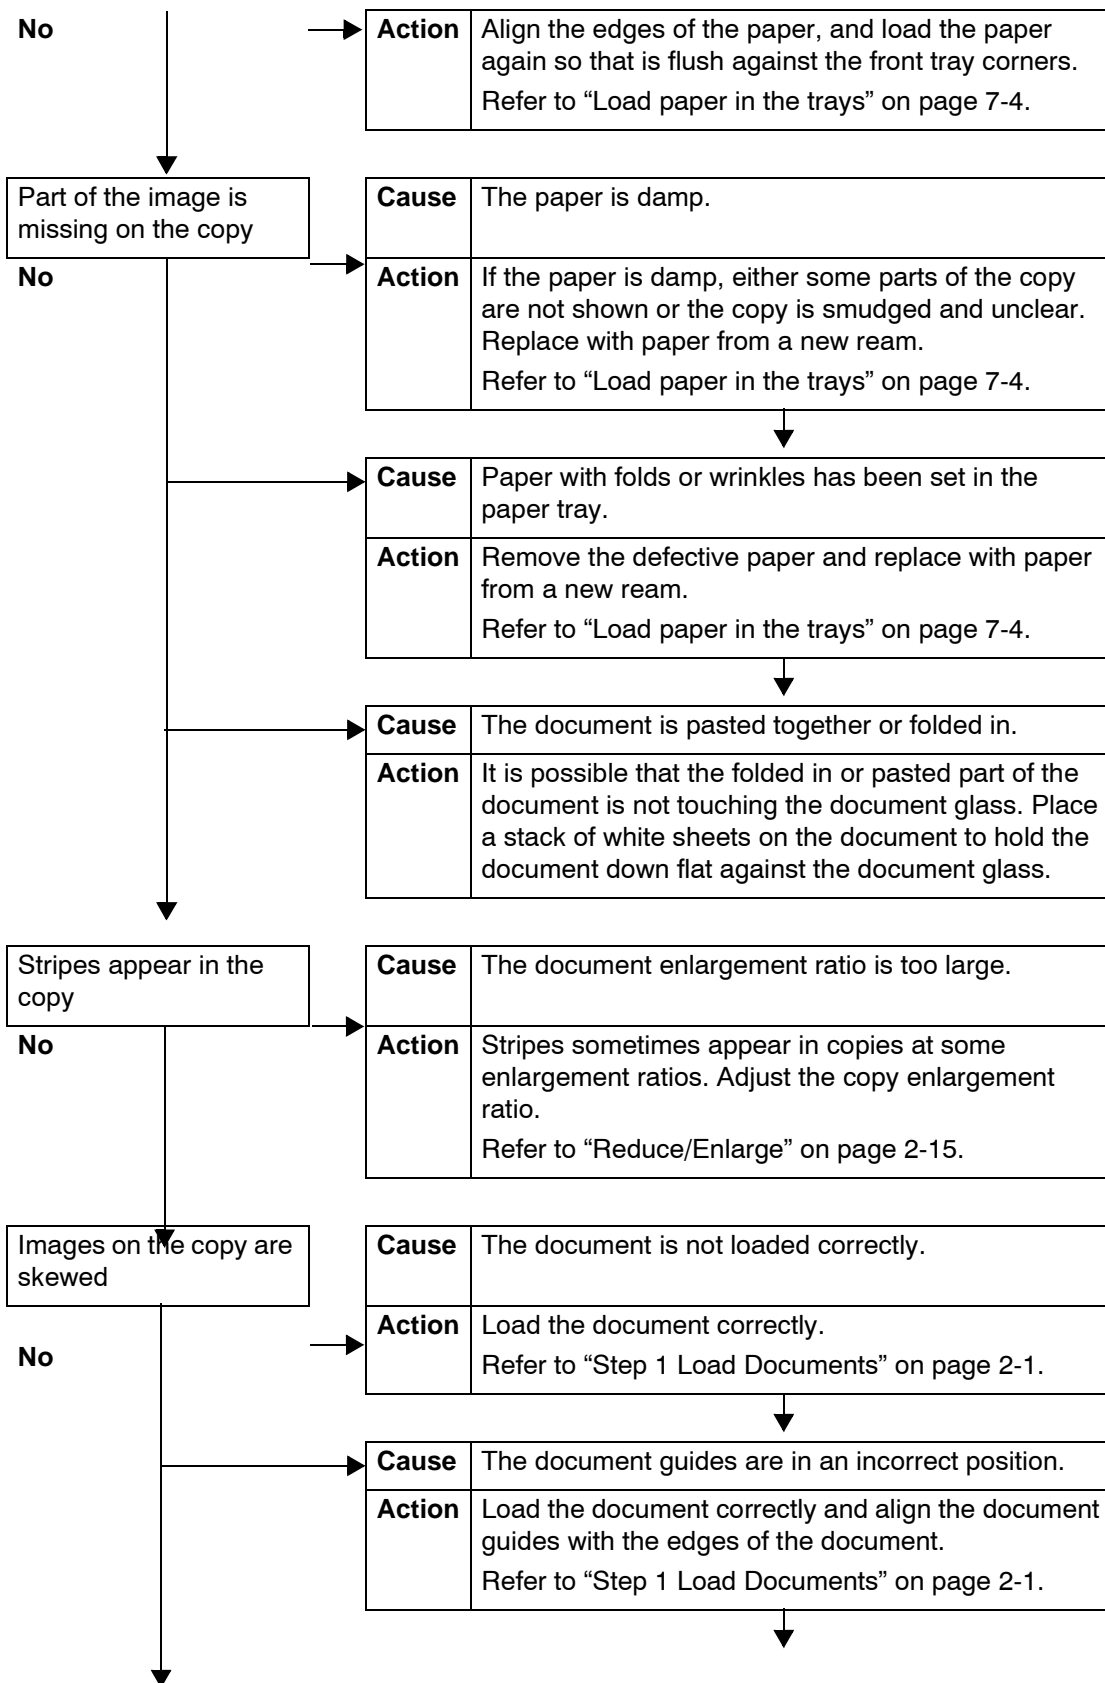 No
Action Align the edges of the paper, and load the paper
again so that is flush against the front tray corners.
Refer to “Load paper in the trays” on page 7-4.
Part of the image is
missing on the copy
No
Cause The paper is damp.
Action If the paper is damp, either some parts of the copy
are not shown or the copy is smudged and unclear.
Replace with paper from a new ream.
Refer to “Load paper in the trays” on page 7-4.
Cause Paper with folds or wrinkles has been set in the
paper tray.
Action Remove the defective paper and replace with paper
from a new ream.
Refer to “Load paper in the trays” on page 7-4.
Cause The document is pasted together or folded in.
Action It is possible that the folded in or pasted part of the
document is not touching the document glass. Place
a stack of white sheets on the document to hold the
document down flat against the document glass.
Stripes appear in the
copy
No
Cause The document enlargement ratio is too large.
Action Stripes sometimes appear in copies at some
enlargement ratios. Adjust the copy enlargement
ratio.
Refer to “Reduce/Enlarge” on page 2-15.
Images on the copy are
skewed
No
Cause The document is not loaded correctly.
Action Load the document correctly.
Refer to “Step 1 Load Documents” on page 2-1.
Cause The document guides are in an incorrect position.
Action Load the document correctly and align the document
guides with the edges of the document.
Refer to “Step 1 Load Documents” on page 2-1.